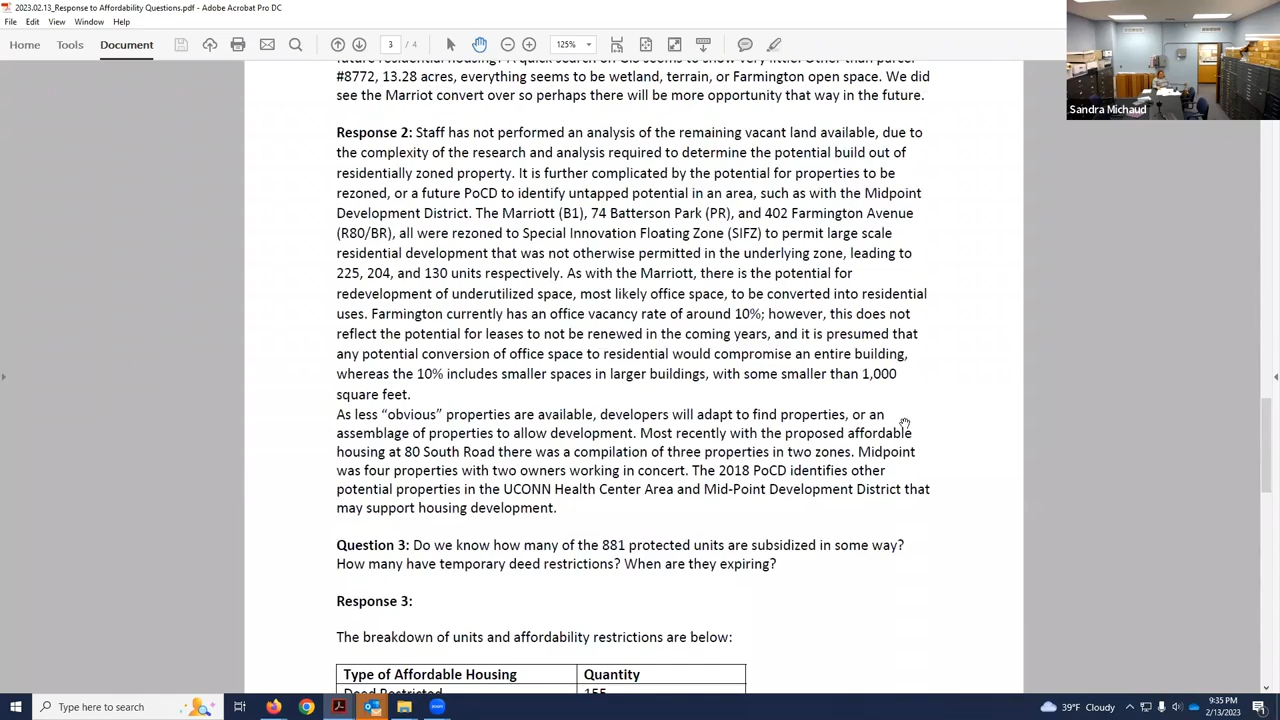 2023.02.13_Response to Affordability Questions.pdf - Adobe Acrobat Pro DC
File Edit View Window Help
Home Tools Document 3 / 4 125%
Sandra Michaud
future residential housing? A quick search on GIS seems to show very little. Other than parcel
#8772, 13.28 acres, everything seems to be wetland, terrain, or Farmington open space. We did
see the Marriot convert over so perhaps there will be more opportunity that way in the future.
Response 2: Staff has not performed an analysis of the remaining vacant land available, due to
the complexity of the research and analysis required to determine the potential build out of
residentially zoned property. It is further complicated by the potential for properties to be
rezoned, or a future PoCD to identify untapped potential in an area, such as with the Midpoint
Development District. The Marriott (B1), 74 Batterson Park (PR), and 402 Farmington Avenue
(R80/BR), all were rezoned to Special Innovation Floating Zone (SIFZ) to permit large scale
residential development that was not otherwise permitted in the underlying zone, leading to
225, 204, and 130 units respectively. As with the Marriott, there is the potential for
redevelopment of underutilized space, most likely office space, to be converted into residential
uses. Farmington currently has an office vacancy rate of around 10%; however, this does not
reflect the potential for leases to not be renewed in the coming years, and it is presumed that
any potential conversion of office space to residential would compromise an entire building,
whereas the 10% includes smaller spaces in larger buildings, with some smaller than 1,000
square feet.
As less “obvious” properties are available, developers will adapt to find properties, or an
assemblage of properties to allow development. Most recently with the proposed affordable
housing at 80 South Road there was a compilation of three properties in two zones. Midpoint
was four properties with two owners working in concert. The 2018 PoCD identifies other
potential properties in the UCONN Health Center Area and Mid-Point Development District that
may support housing development.
Question 3: Do we know how many of the 881 protected units are subsidized in some way?
How many have temporary deed restrictions? When are they expiring?
Response 3:
The breakdown of units and affordability restrictions are below:
Type of Affordable Housing Quantity
Deed Restricted 155
Type here to search
39°F Cloudy
9:35 PM
2/13/2023